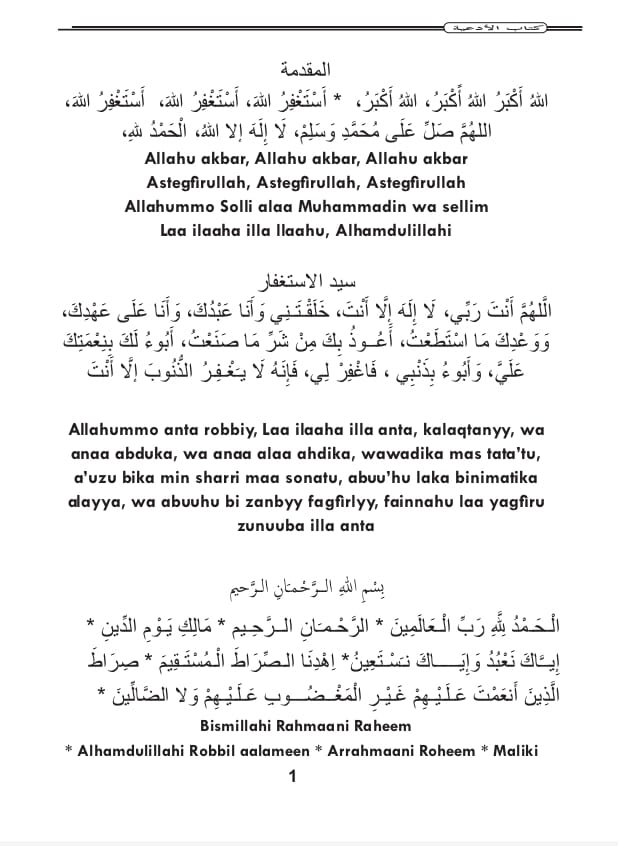 كتاب الأدعية
المقدمة
اللهُ أَكْبَرُ اللهُ أَكْبَرُ، اللهُ أَكْبَرُ، * أَسْتَغْفِرُ اللهَ، أَسْتَغْفِرُ اللهَ، أَسْتَغْفِرُ اللهَ،
اللهُمَّ صَلِّ عَلَى مُحَمَّدٍ وَسَلِمْ، لَا إِلَهَ إلا اللهُ، الْحَمْدُ للهِ،
Allahu akbar, Allahu akbar, Allahu akbar
Astegfirullah, Astegfirullah, Astegfirullah
Allahummo Solli alaa Muhammadin wa sellim
Laa ilaaha illa llaahu, Alhamdulillahi
سيد الاستغفار
الَّلهُمَّ أَنْتَ رَبِّي، لَا إِلَهَ إِلَّا أَنْتَ، خَلَقْتَنِي وَأَنَا عَبْدُكَ، وَأَنَا عَلَى عَهْدِكَ،
وَوَعْدِكَ مَا اسْتَطَعْتُ، أَعُوذُ بِكَ مِنْ شَرِّ مَا صَنَعْتُ، أَبُوءُ لَكَ بِنِعْمَتِكَ
عَلَيَّ، وَأَبُوءُ بِذَنْبِي ، فَاغْفِرْ لِي، فَإِنَهُ لَا يَغْفِرُ الذُّنُوبَ إلَّا أَنْتَ
Allahummo anta robbiy, Laa ilaaha illa anta, kalaqtanyy, wa
anaa abduka, wa anaa alaa ahdika, wawadika mas tata'tu,
a'uzu bika min sharri maa sonatu, abuu'hu laka binimatika
alayya, wa abuuhu bi zanbyy fagfirlyy, fainnahu laa yagfiru
zunuuba illa anta
بِسْمِ اللهِ الرَّحْمَانِ الرَّحِيمِ
الْحَمْدُ لِلَّهِ رَبِّ الْعَالَمِينَ * الرَّحْمَانِ الرَّحِيمِ * مَالِكِ يَوْمِ الدِّينِ *
إِيَّاكَ نَعْبُدُ وَإِيَّاكَ نَسْتَعِينُ* اِهْدِنَا الصِّرَاطَ الْمُسْتَقِيمَ * صِرَاطَ
الَّذِينَ أَنعَمْتَ عَلَيْهِمْ غَيْرِ الْمَغْضُوبِ عَلَيْهِمْ وَلا الضَّالِّينَ *
Bismillahi Rahmaani Raheem
* Alhamdulillahi Robbil aalameen * Arrahmaani Roheem * Maliki
1